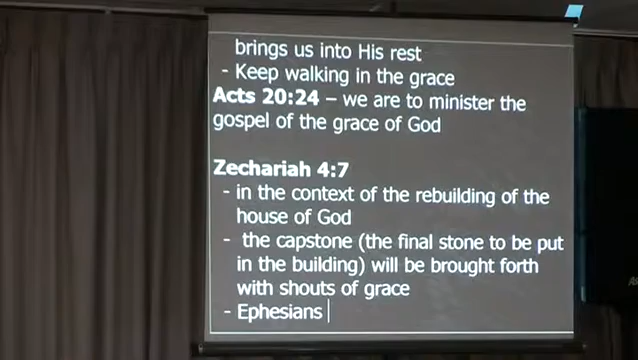 brings us into His rest
- Keep walking in the grace
Acts 20:24 – we are to minister the
gospel of the grace of God
Zechariah 4:7
- in the context of the rebuilding of the
house of God
- the capstone (the final stone to be put
in the building) will be brought forth
with shouts of grace
- Ephesians